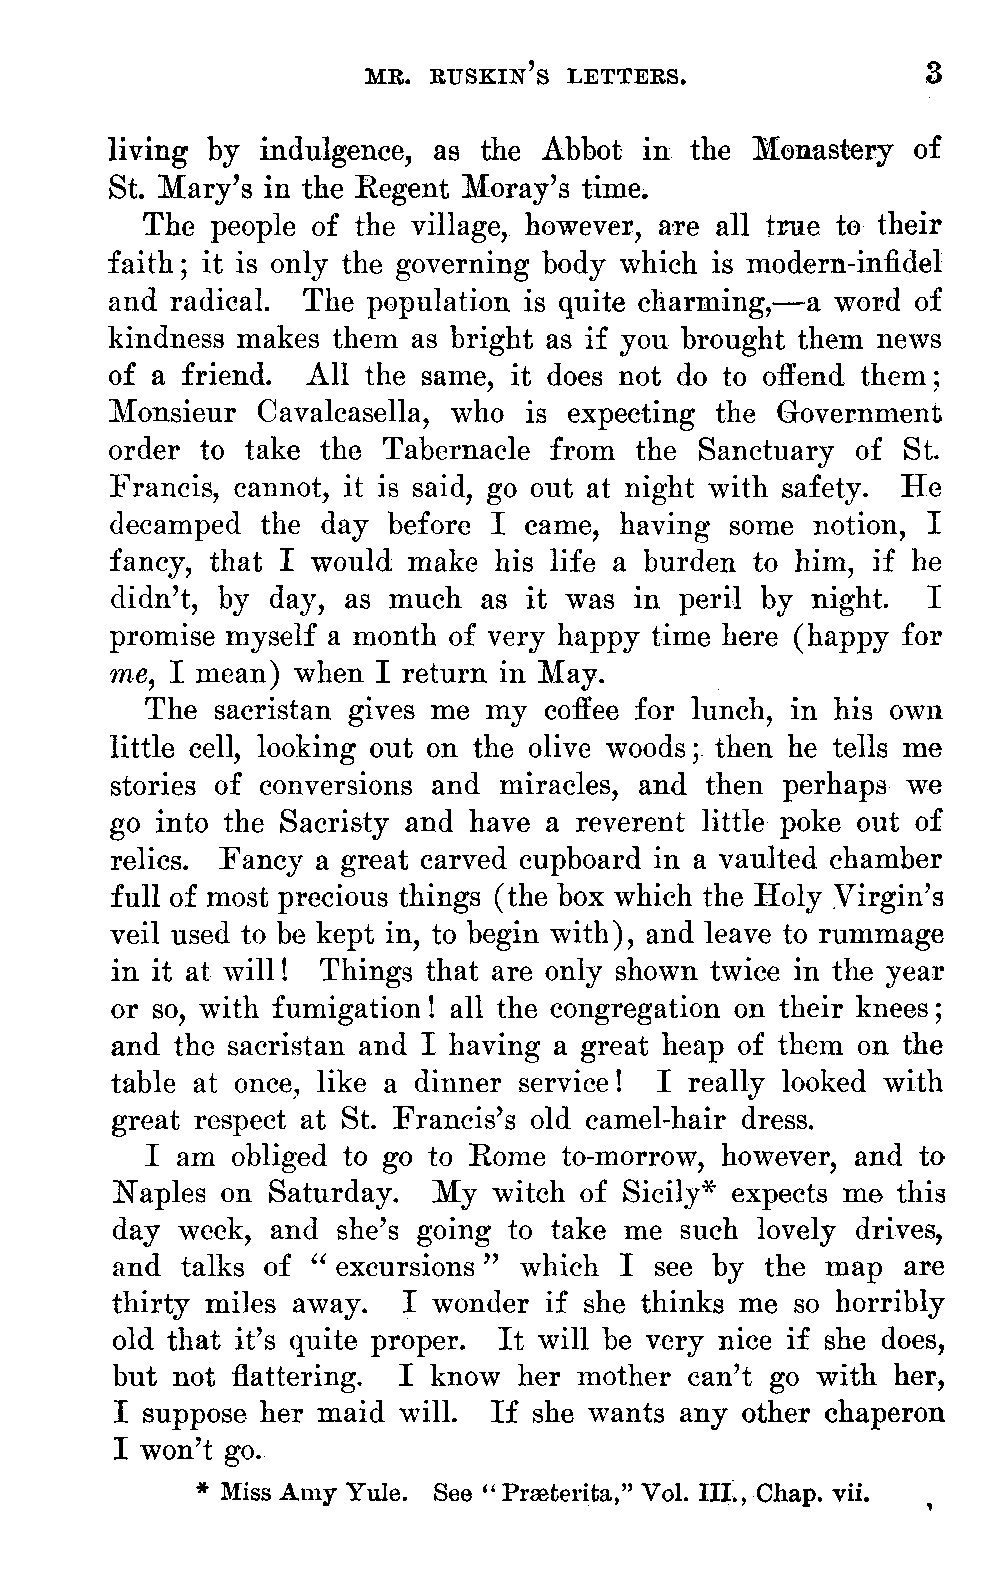 MR. RUSKIN'S LETTERS. 3
living by indulgence, as the Abbot in the Monastery of
St. Mary's in the Regent Moray's time.
The people of the village, however, are all true to their
faith; it is only the governing body which is modern-infidel
and radical. The population is quite charming,—a word of
kindness makes them as bright as if you brought them news
of a friend. All the same, it does not do to offend them;
Monsieur Cavalcasella, who is expecting the Government
order to take the Tabernacle from the Sanctuary of St.
Francis, cannot, it is said, go out at night with safety. He
decamped the day before I came, having some notion, I
fancy, that I would make his life a burden to him, if he
didn't, by day, as much as it was in peril by night. I
promise myself a month of very happy time here (happy for
me, I mean) when I return in May.
The sacristan gives me my coffee for lunch, in his own
little cell, looking out on the olive woods; then he tells me
stories of conversions and miracles, and then perhaps we
go into the Sacristy and have a reverent little poke out of
relics. Fancy a great carved cupboard in a vaulted chamber
full of most precious things (the box which the Holy Virgin's
veil used to be kept in, to begin with), and leave to rummage
in it at will! Things that are only shown twice in the year
or so, with fumigation! all the congregation on their knees;
and the sacristan and I having a great heap of them on the
table at once, like a dinner service! I really looked with
great respect at St. Francis's old camel-hair dress.
I am obliged to go to Rome to-morrow, however, and to
Naples on Saturday. My witch of Sicily* expects me this
day week, and she's going to take me such lovely drives,
and talks of “excursions” which I see by the map are
thirty miles away. I wonder if she thinks me so horribly
old that it's quite proper. It will be very nice if she does,
but not flattering. I know her mother can't go with her,
I suppose her maid will. If she wants any other chaperon
I won't go.
* Miss Amy Yule. See “Præterita,” Vol. III., Chap. vii.